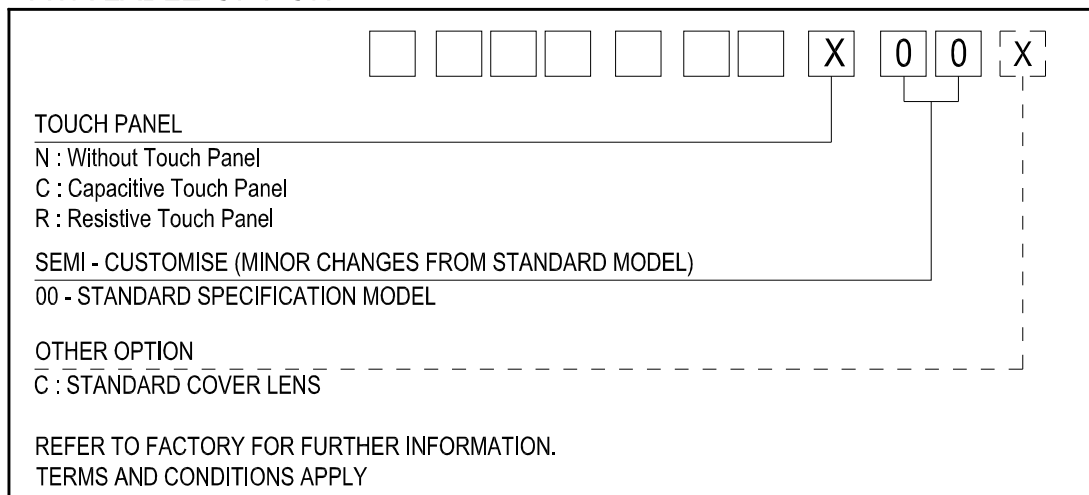 X 0 0 X
TOUCH PANEL
N : Without Touch Panel
C : Capacitive Touch Panel
R : Resistive Touch Panel
SEMI - CUSTOMISE (MINOR CHANGES FROM STANDARD MODEL)
00 - STANDARD SPECIFICATION MODEL
OTHER OPTION
C : STANDARD COVER LENS
REFER TO FACTORY FOR FURTHER INFORMATION.
TERMS AND CONDITIONS APPLY